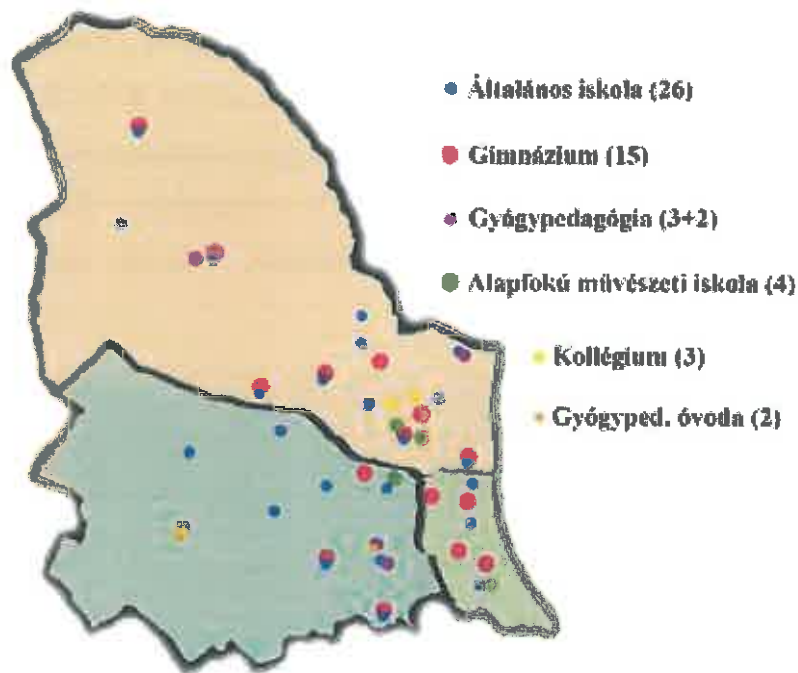 Általános iskola (26)
Gimnázium (15)
Gyógypedagógia (3+2)
Alapfokú művészeti iskola (4)
Kollégium (3)
Gyógyped. óvoda (2)